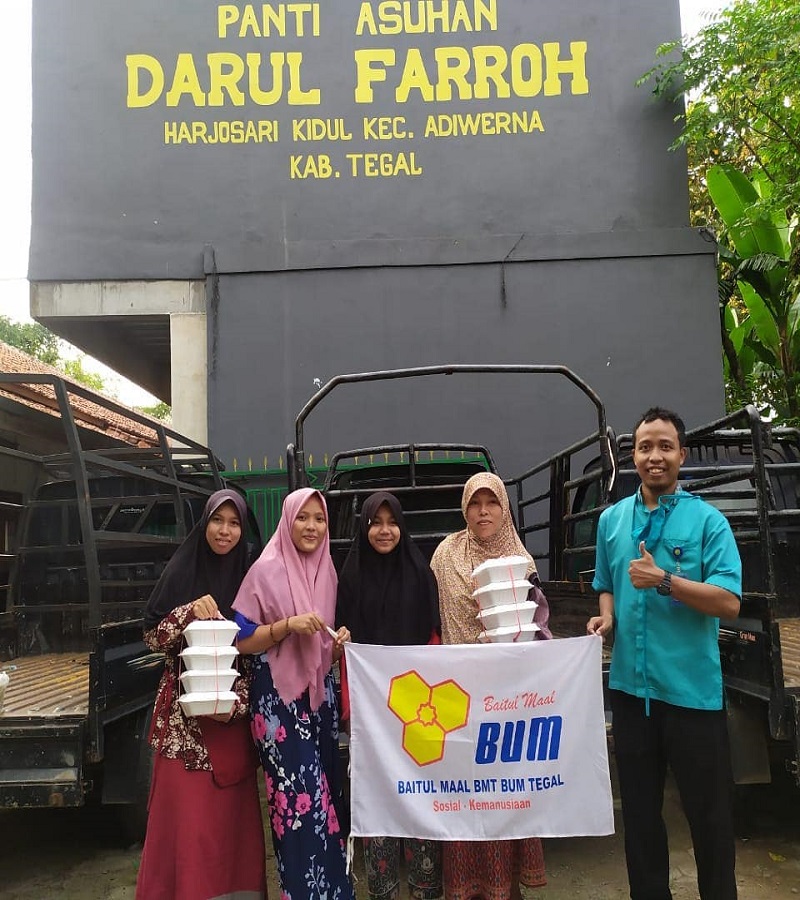 PANTI ASUHAN
DARUL FARROH
HARJOSARI KIDUL KEC. ADIWERNA
KAB. TEGAL
Baitul Maal
BUM
BAITUL MAAL BMT BUM TEGAL
Sosial - Kemanusiaan